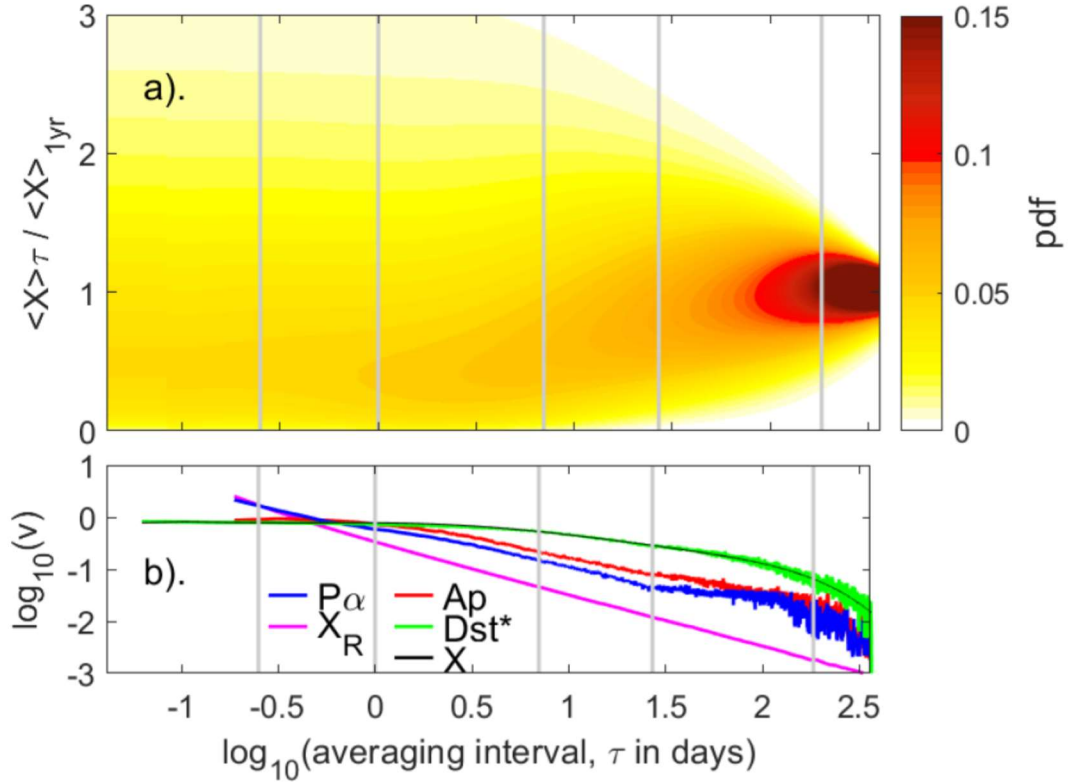 3
2
1
0
<X>τ / <X>1yr
a).
0.15
0.1
0.05
0
pdf
1
0
-1
-2
-3
log10(v)
b).
Pα
XR
Ap
Dst*
X
-1 -0.5 0 0.5 1 1.5 2 2.5
log10(averaging interval, τ in days)